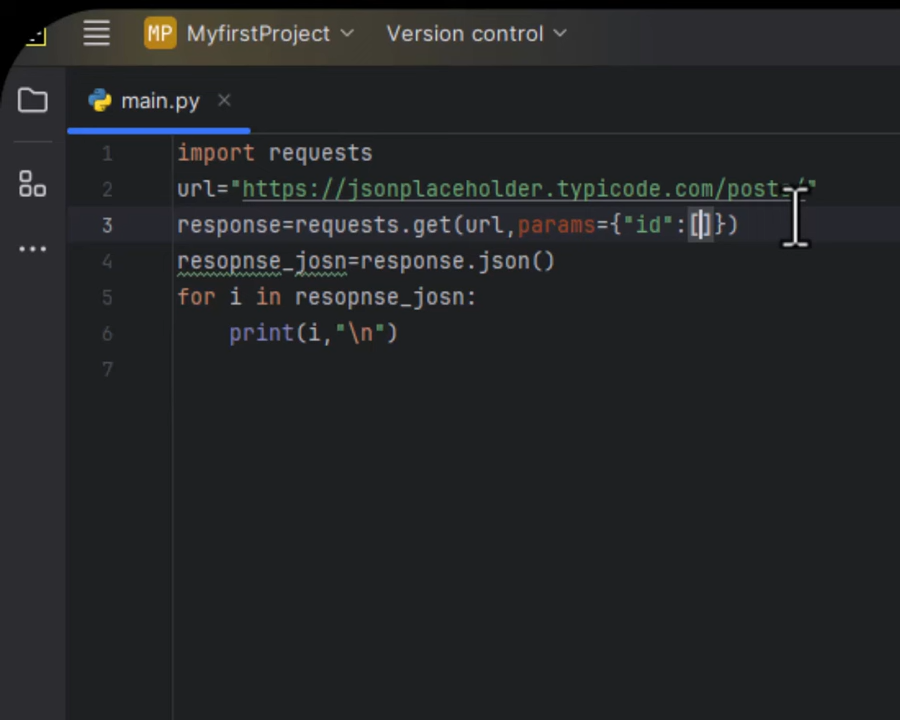 MP MyfirstProject Version control
main.py
1 import requests
2 url="https://jsonplaceholder.typicode.com/posts/"
3 response=requests.get(url,params={"id":[]})
4 resopnse_josn=response.json()
5 for i in resopnse_josn:
6 print(i,"\n")
7